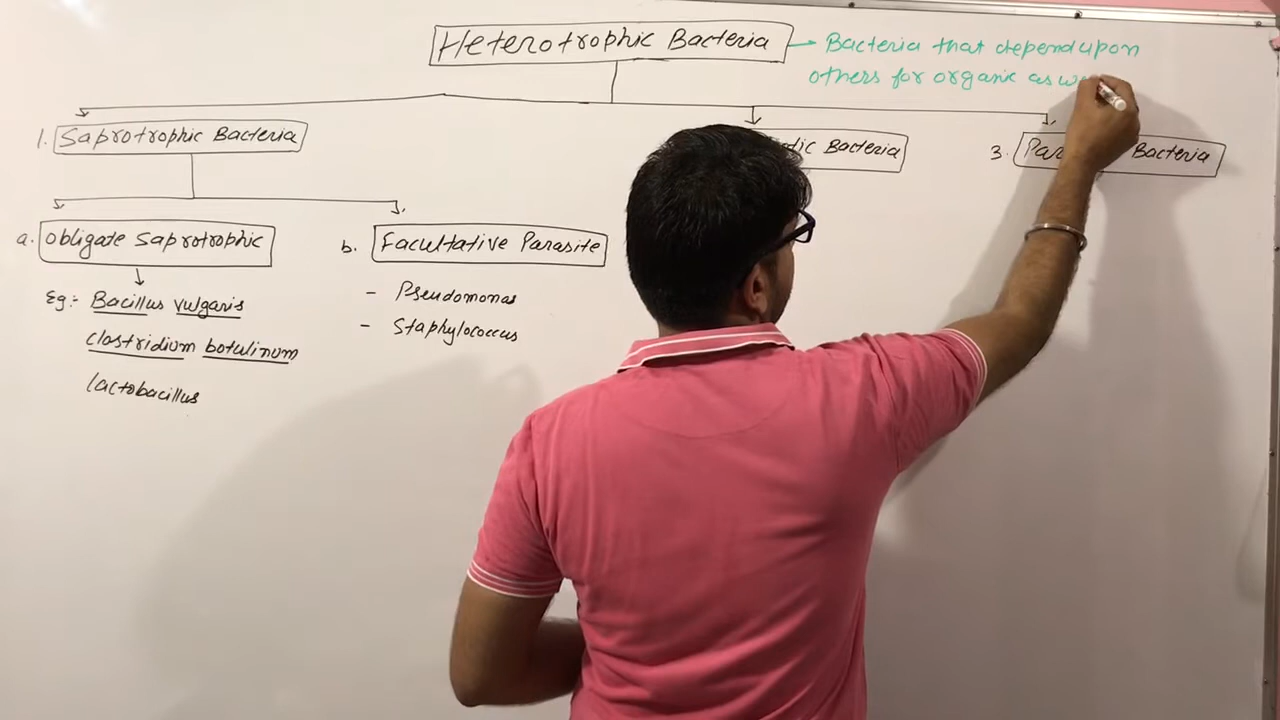 Heterotrophic Bacteria
Bacteria that depend upon
others for organic as
1. Saprotrophic Bacteria
Bacteria
3. Bacteria
a. Obligate Saprotrophic
b. Facultative Parasite
Eg:- Bacillus vulgaris
clostridium botulinum
lactobacillus
- Pseudomonas
- Staphylococcus